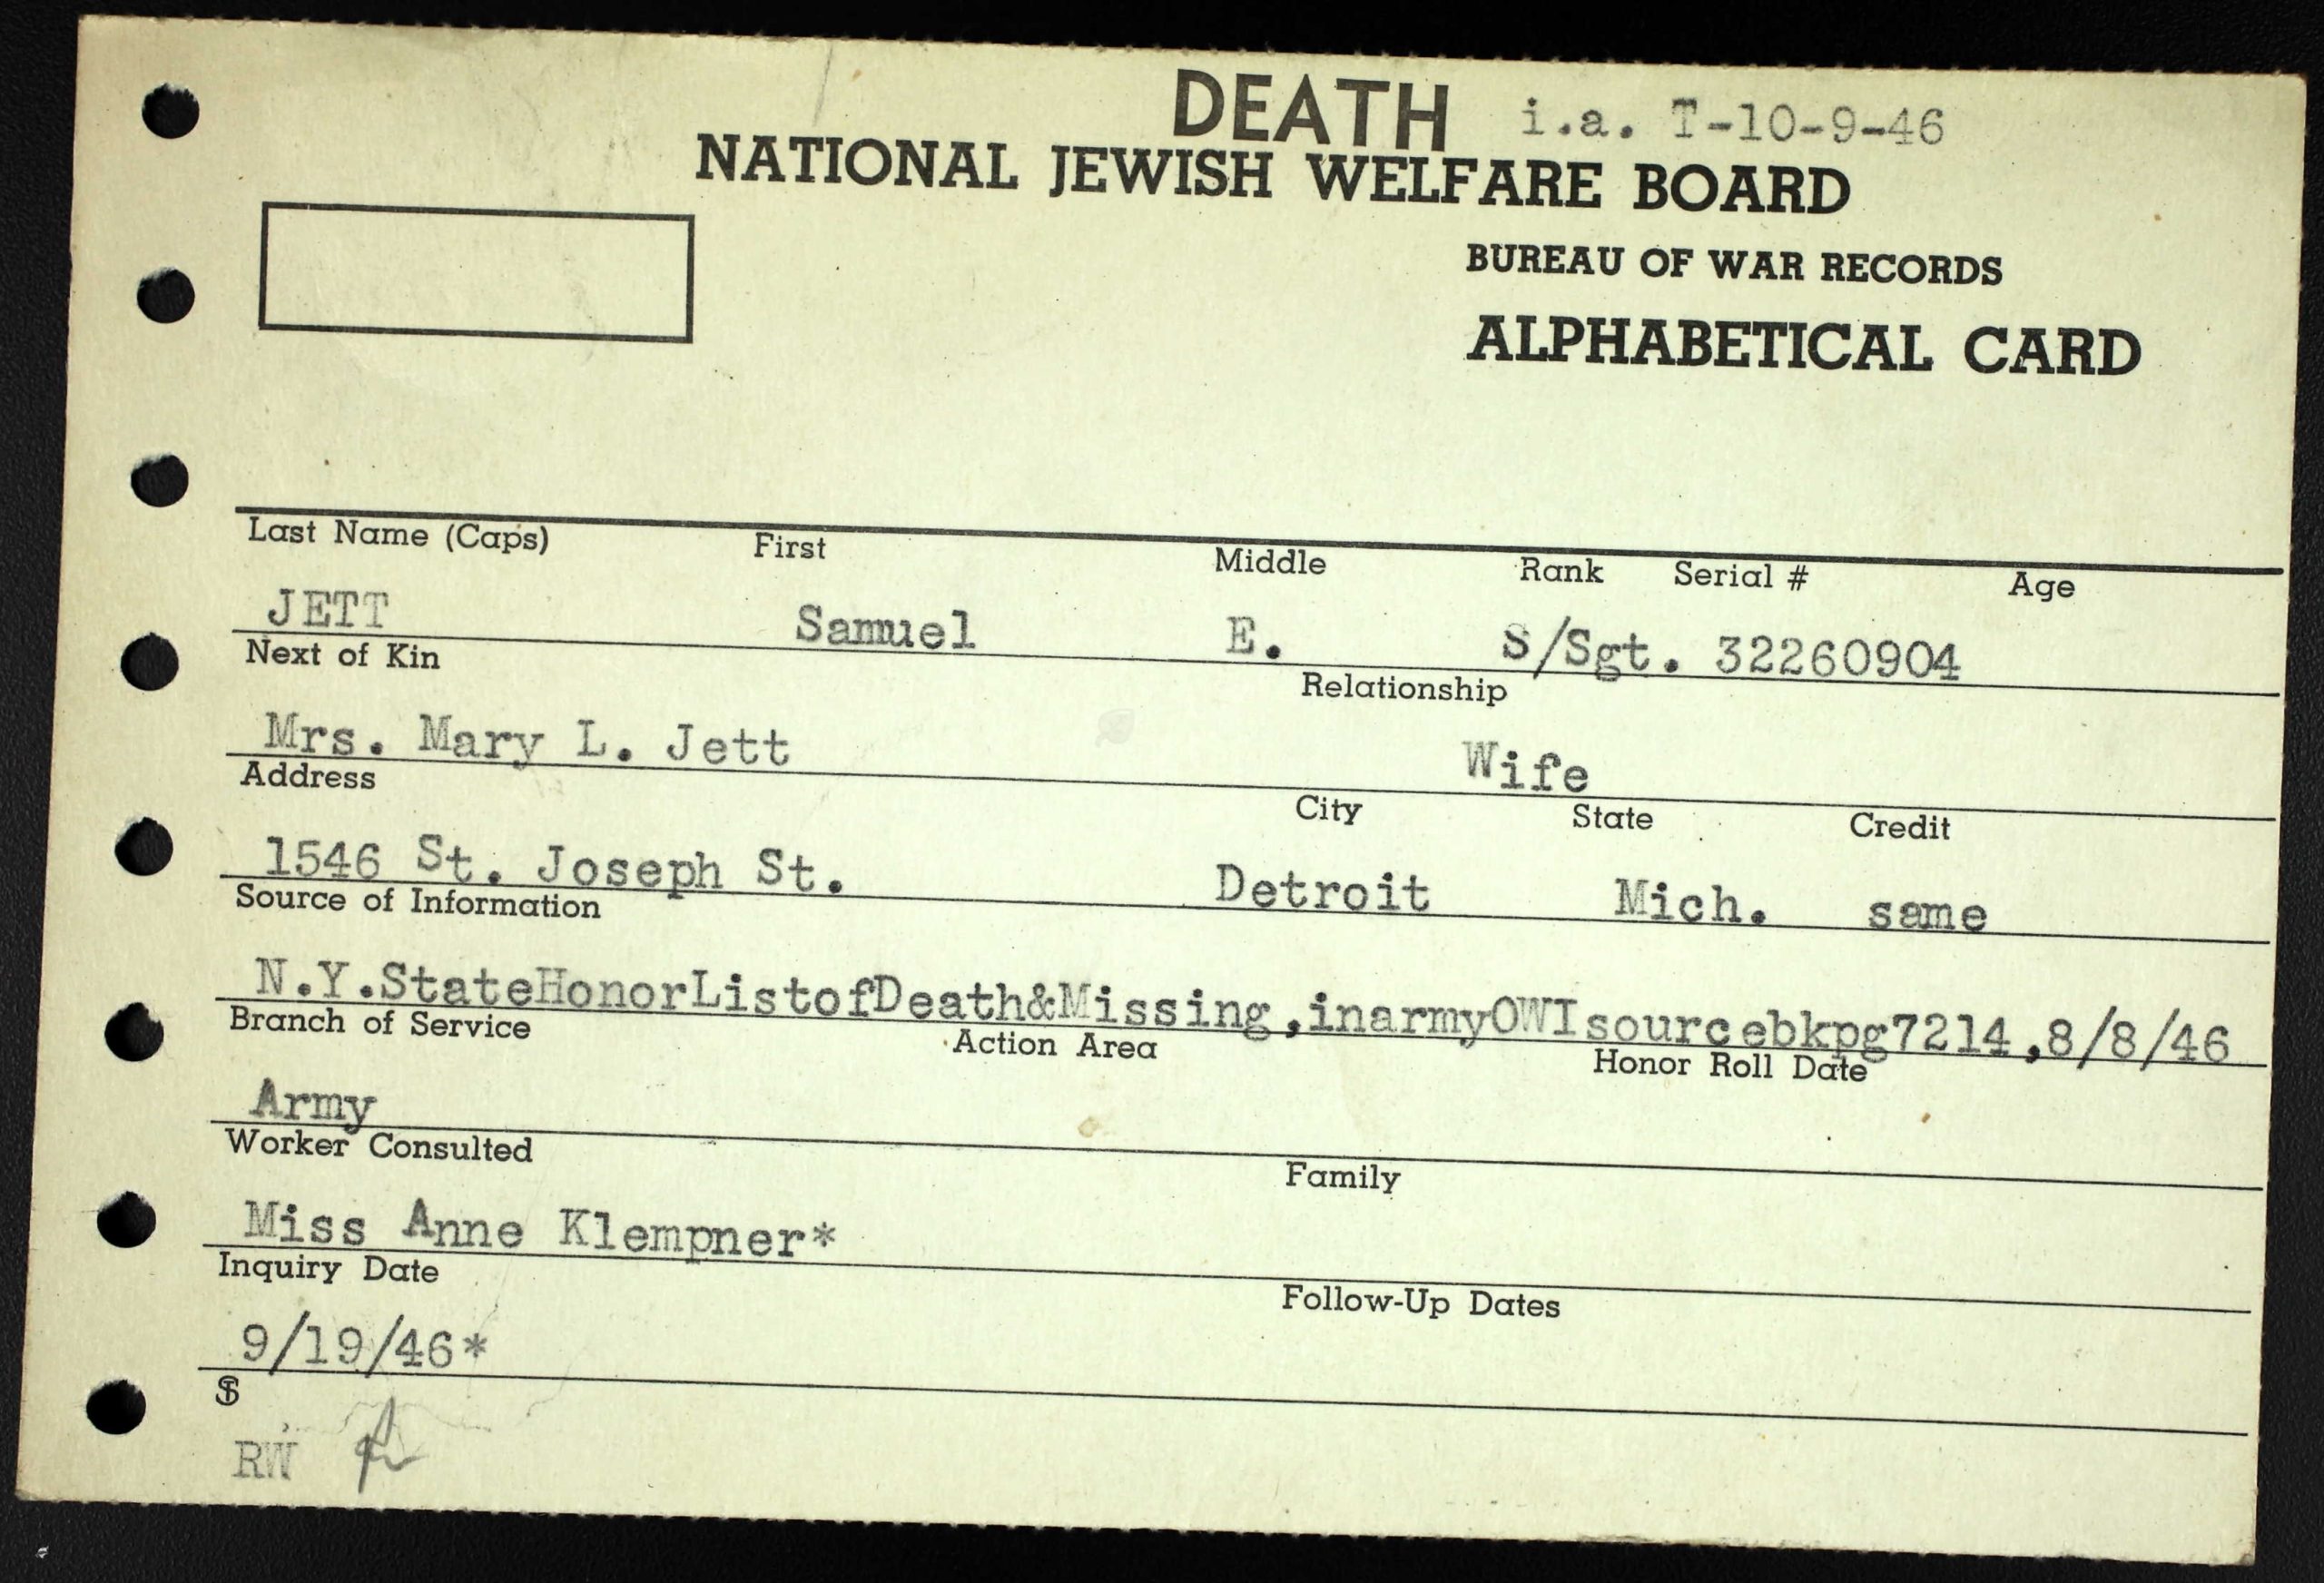 DEATH i.a. T-10-9-46
NATIONAL JEWISH WELFARE BOARD
BUREAU OF WAR RECORDS
ALPHABETICAL CARD
Last Name (Caps) First Middle Rank Serial # Age
JETT Samuel E. S/Sgt. 32260904
Next of Kin Relationship
Mrs. Mary L. Jett Wife
Address City State Credit
1546 St. Joseph St. Detroit Mich. same
Source of Information
N.Y.StateHonorListofDeath&Missing,inarmyOWIsourcebkpg7214,8/8/46
Branch of Service Action Area Honor Roll Date
Army
Worker Consulted Family
Miss Anne Klempner*
Inquiry Date Follow-Up Dates
9/19/46*
$
RW